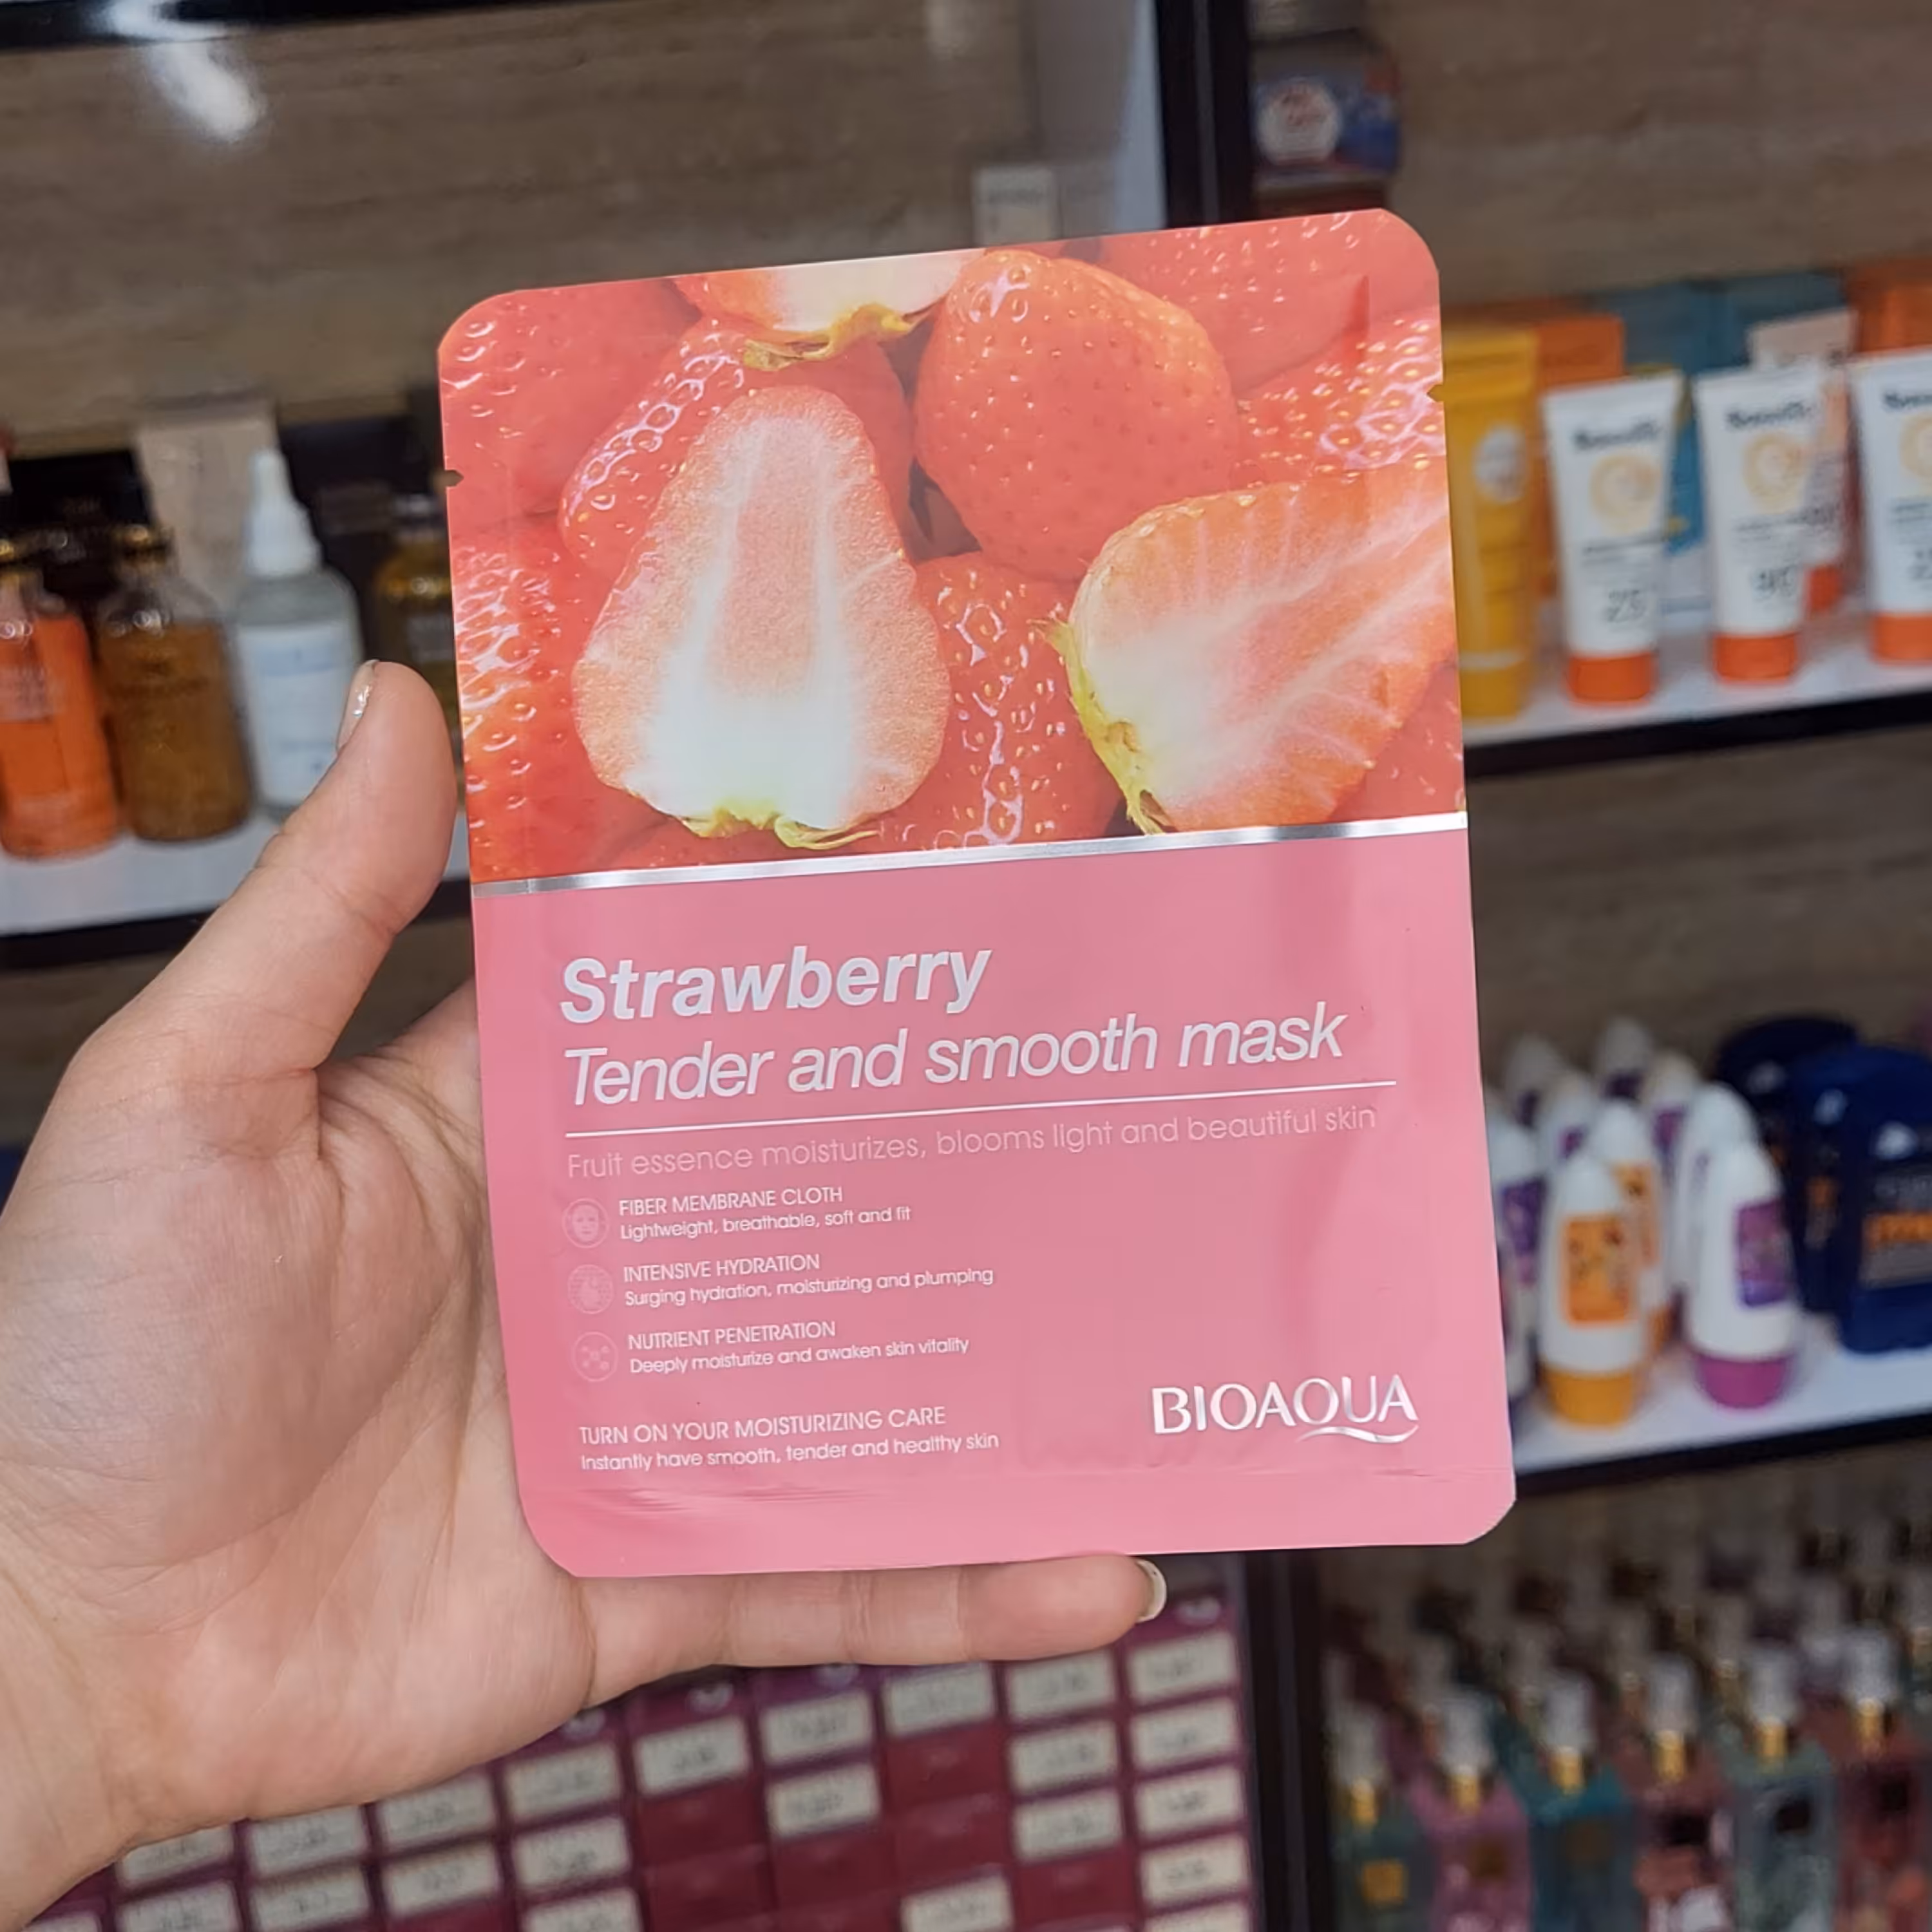 Strawberry
Tender and smooth mask
Fruit essence moisturizes, blooms light and beautiful skin
FIBER MEMBRANE CLOTH
Lightweight, breathable, soft and fit
INTENSIVE HYDRATION
Surging hydration, moisturizing and plumping
NUTRIENT PENETRATION
Deeply moisturize and awaken skin vitality
TURN ON YOUR MOISTURIZING CARE
Instantly have smooth, tender and healthy skin
BIOAQUA